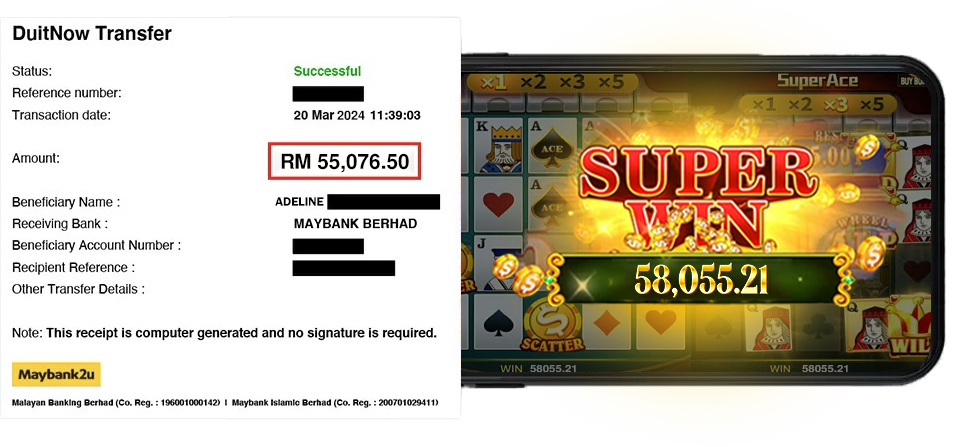 DuitNow Transfer
Status: Successful
Reference number:
Transaction date: 20 Mar 2024 11:39:03
Amount: RM 55,076.50
Beneficiary Name : ADELINE
Receiving Bank : MAYBANK BERHAD
Beneficiary Account Number :
Recipient Reference :
Other Transfer Details :
Note: This receipt is computer generated and no signature is required.
Maybank2u
Malayan Banking Berhad (Co. Reg. : 196001000142) | Maybank Islamic Berhad (Co. Reg. : 200701029411)
×1 ×2 ×3 ×5
SuperAce
×1 ×2 ×3 ×5
K
A
ACE
A
A
ACE
J
SUPER
WIN
58,055.21
SCATTER
Q
Q
WILD
WIN 58055.21
WIN 58055.21